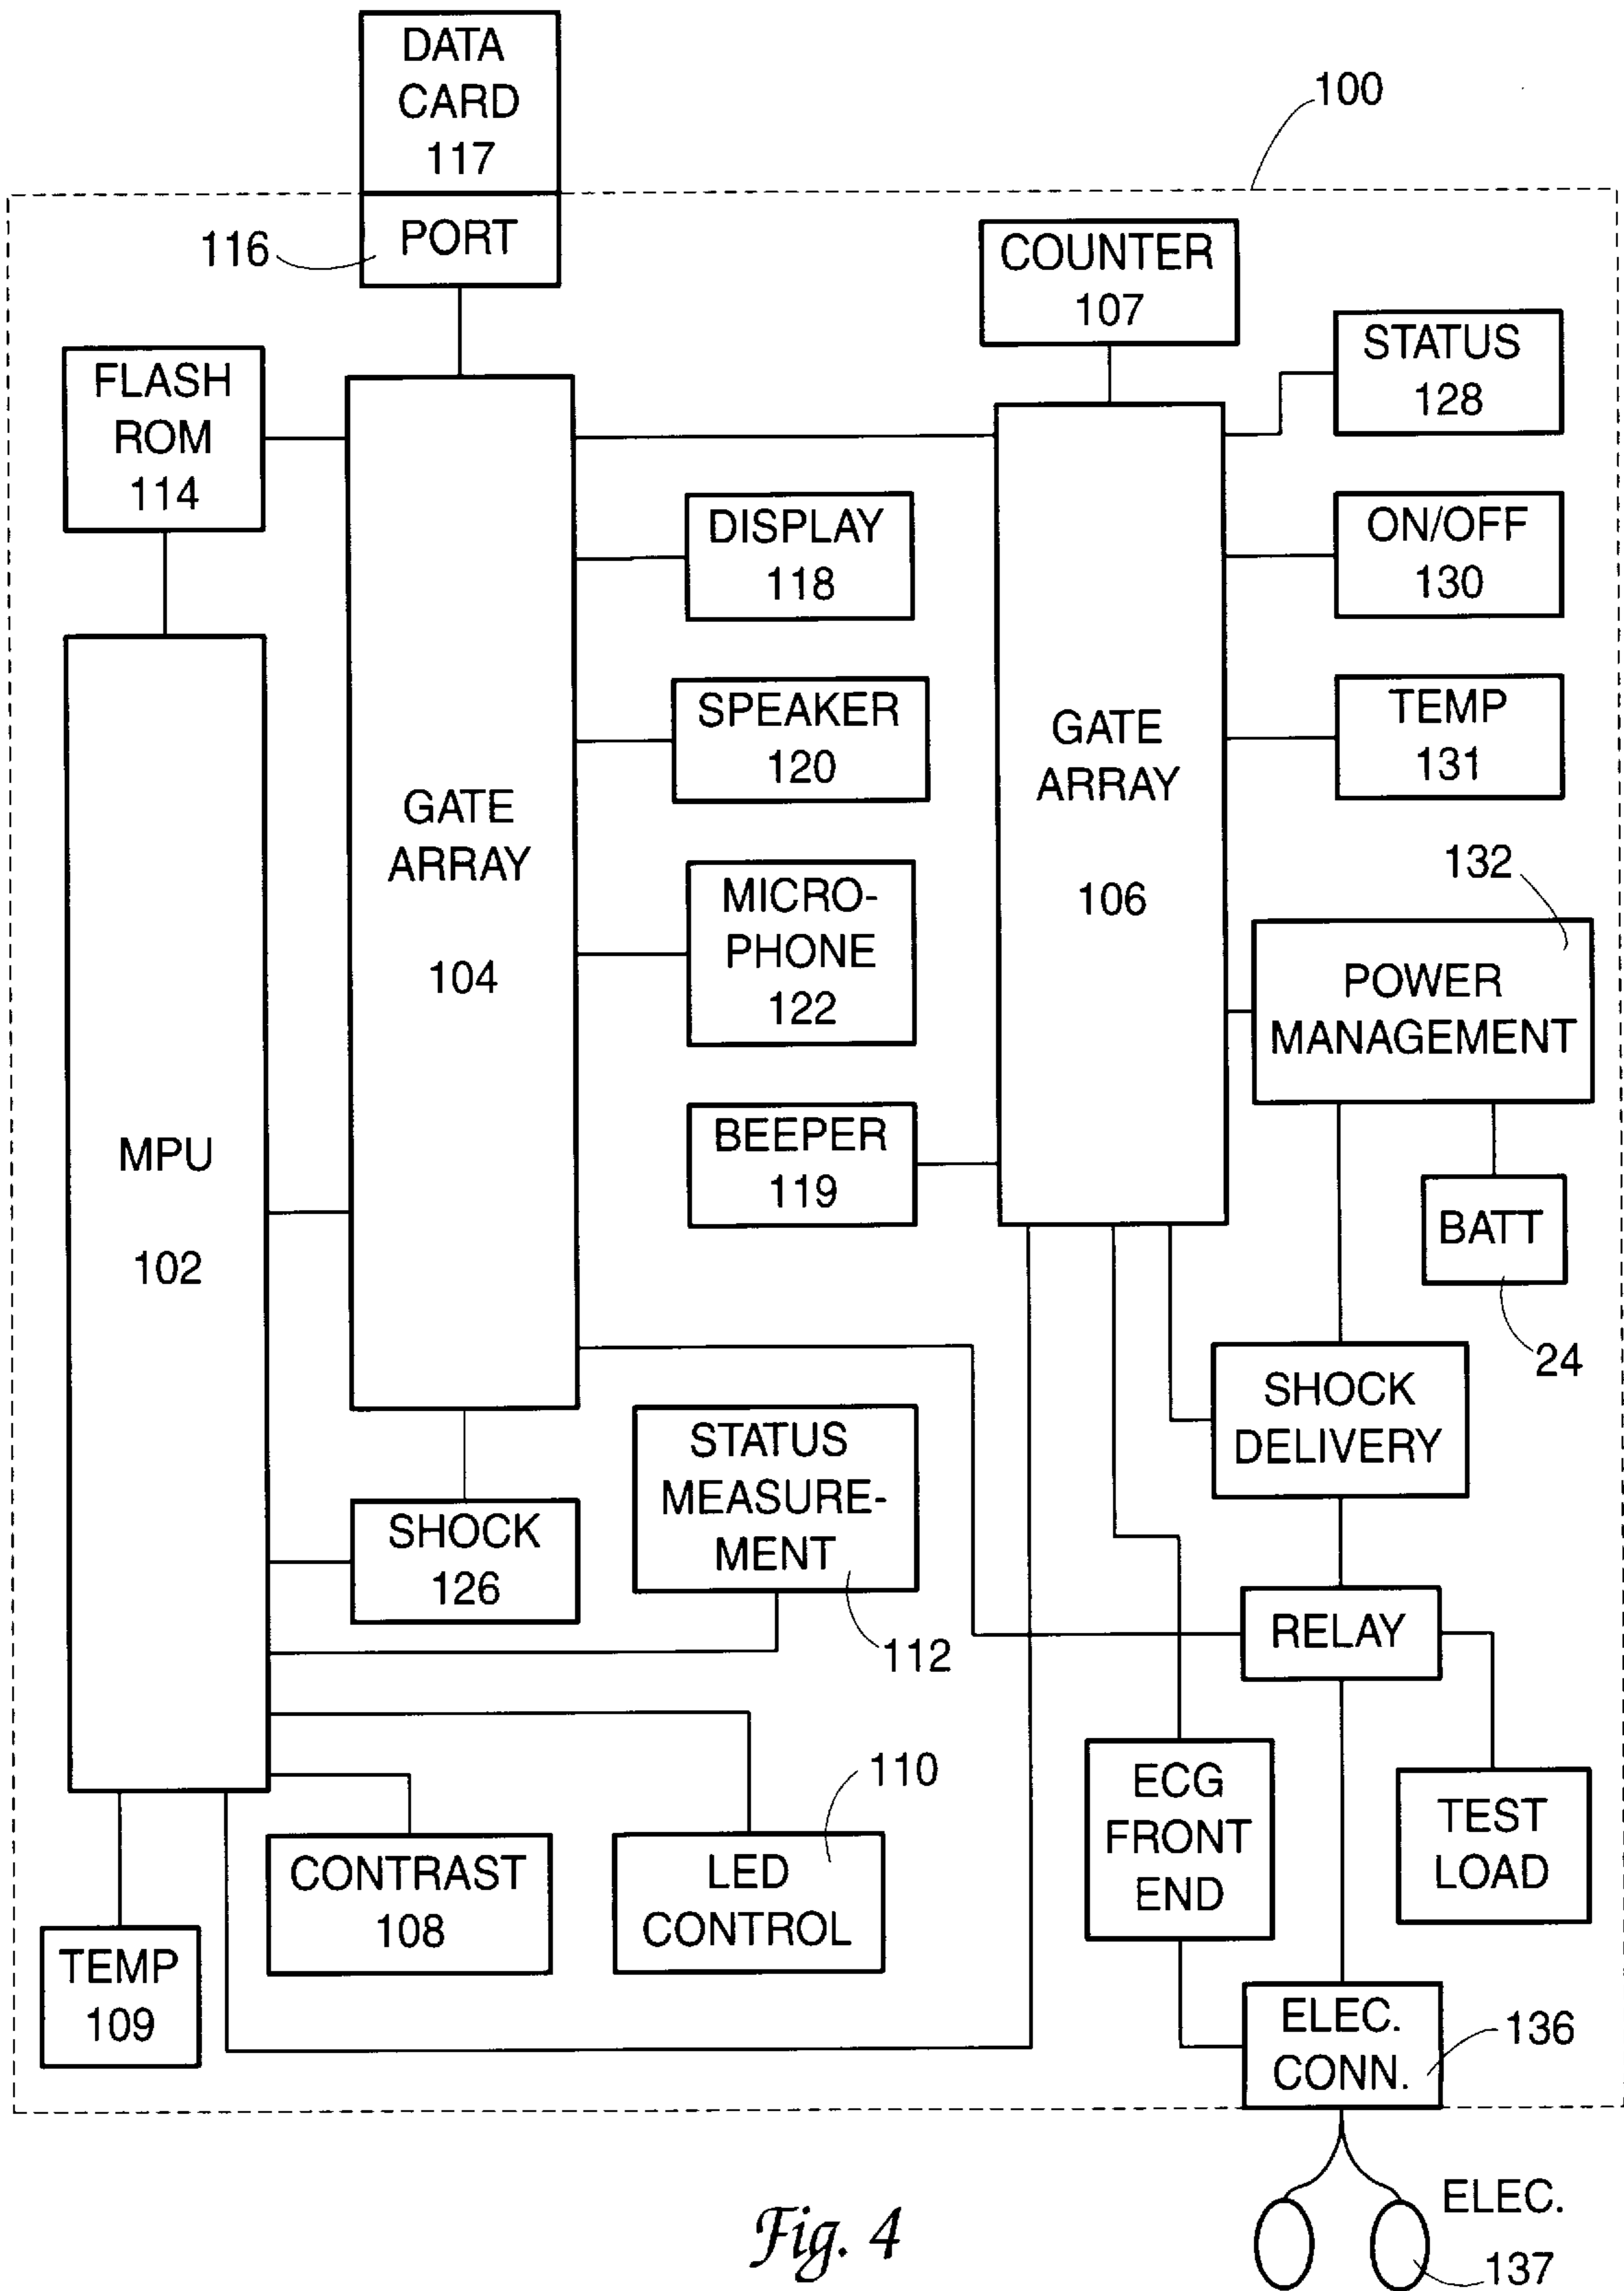 DATA
CARD
117
100
116
PORT
COUNTER
107
STATUS
128
FLASH
ROM
114
DISPLAY
118
ON/OFF
130
SPEAKER
120
TEMP
131
GATE
ARRAY
104
GATE
ARRAY
106
132
MICRO-
PHONE
122
POWER
MANAGEMENT
BEEPER
119
MPU
102
BATT
24
SHOCK
DELIVERY
STATUS
MEASURE-
MENT
112
SHOCK
126
RELAY
110
ECG
FRONT
END
TEST
LOAD
CONTRAST
108
LED
CONTROL
TEMP
109
ELEC.
CONN.
136
ELEC.
137
Fig. 4